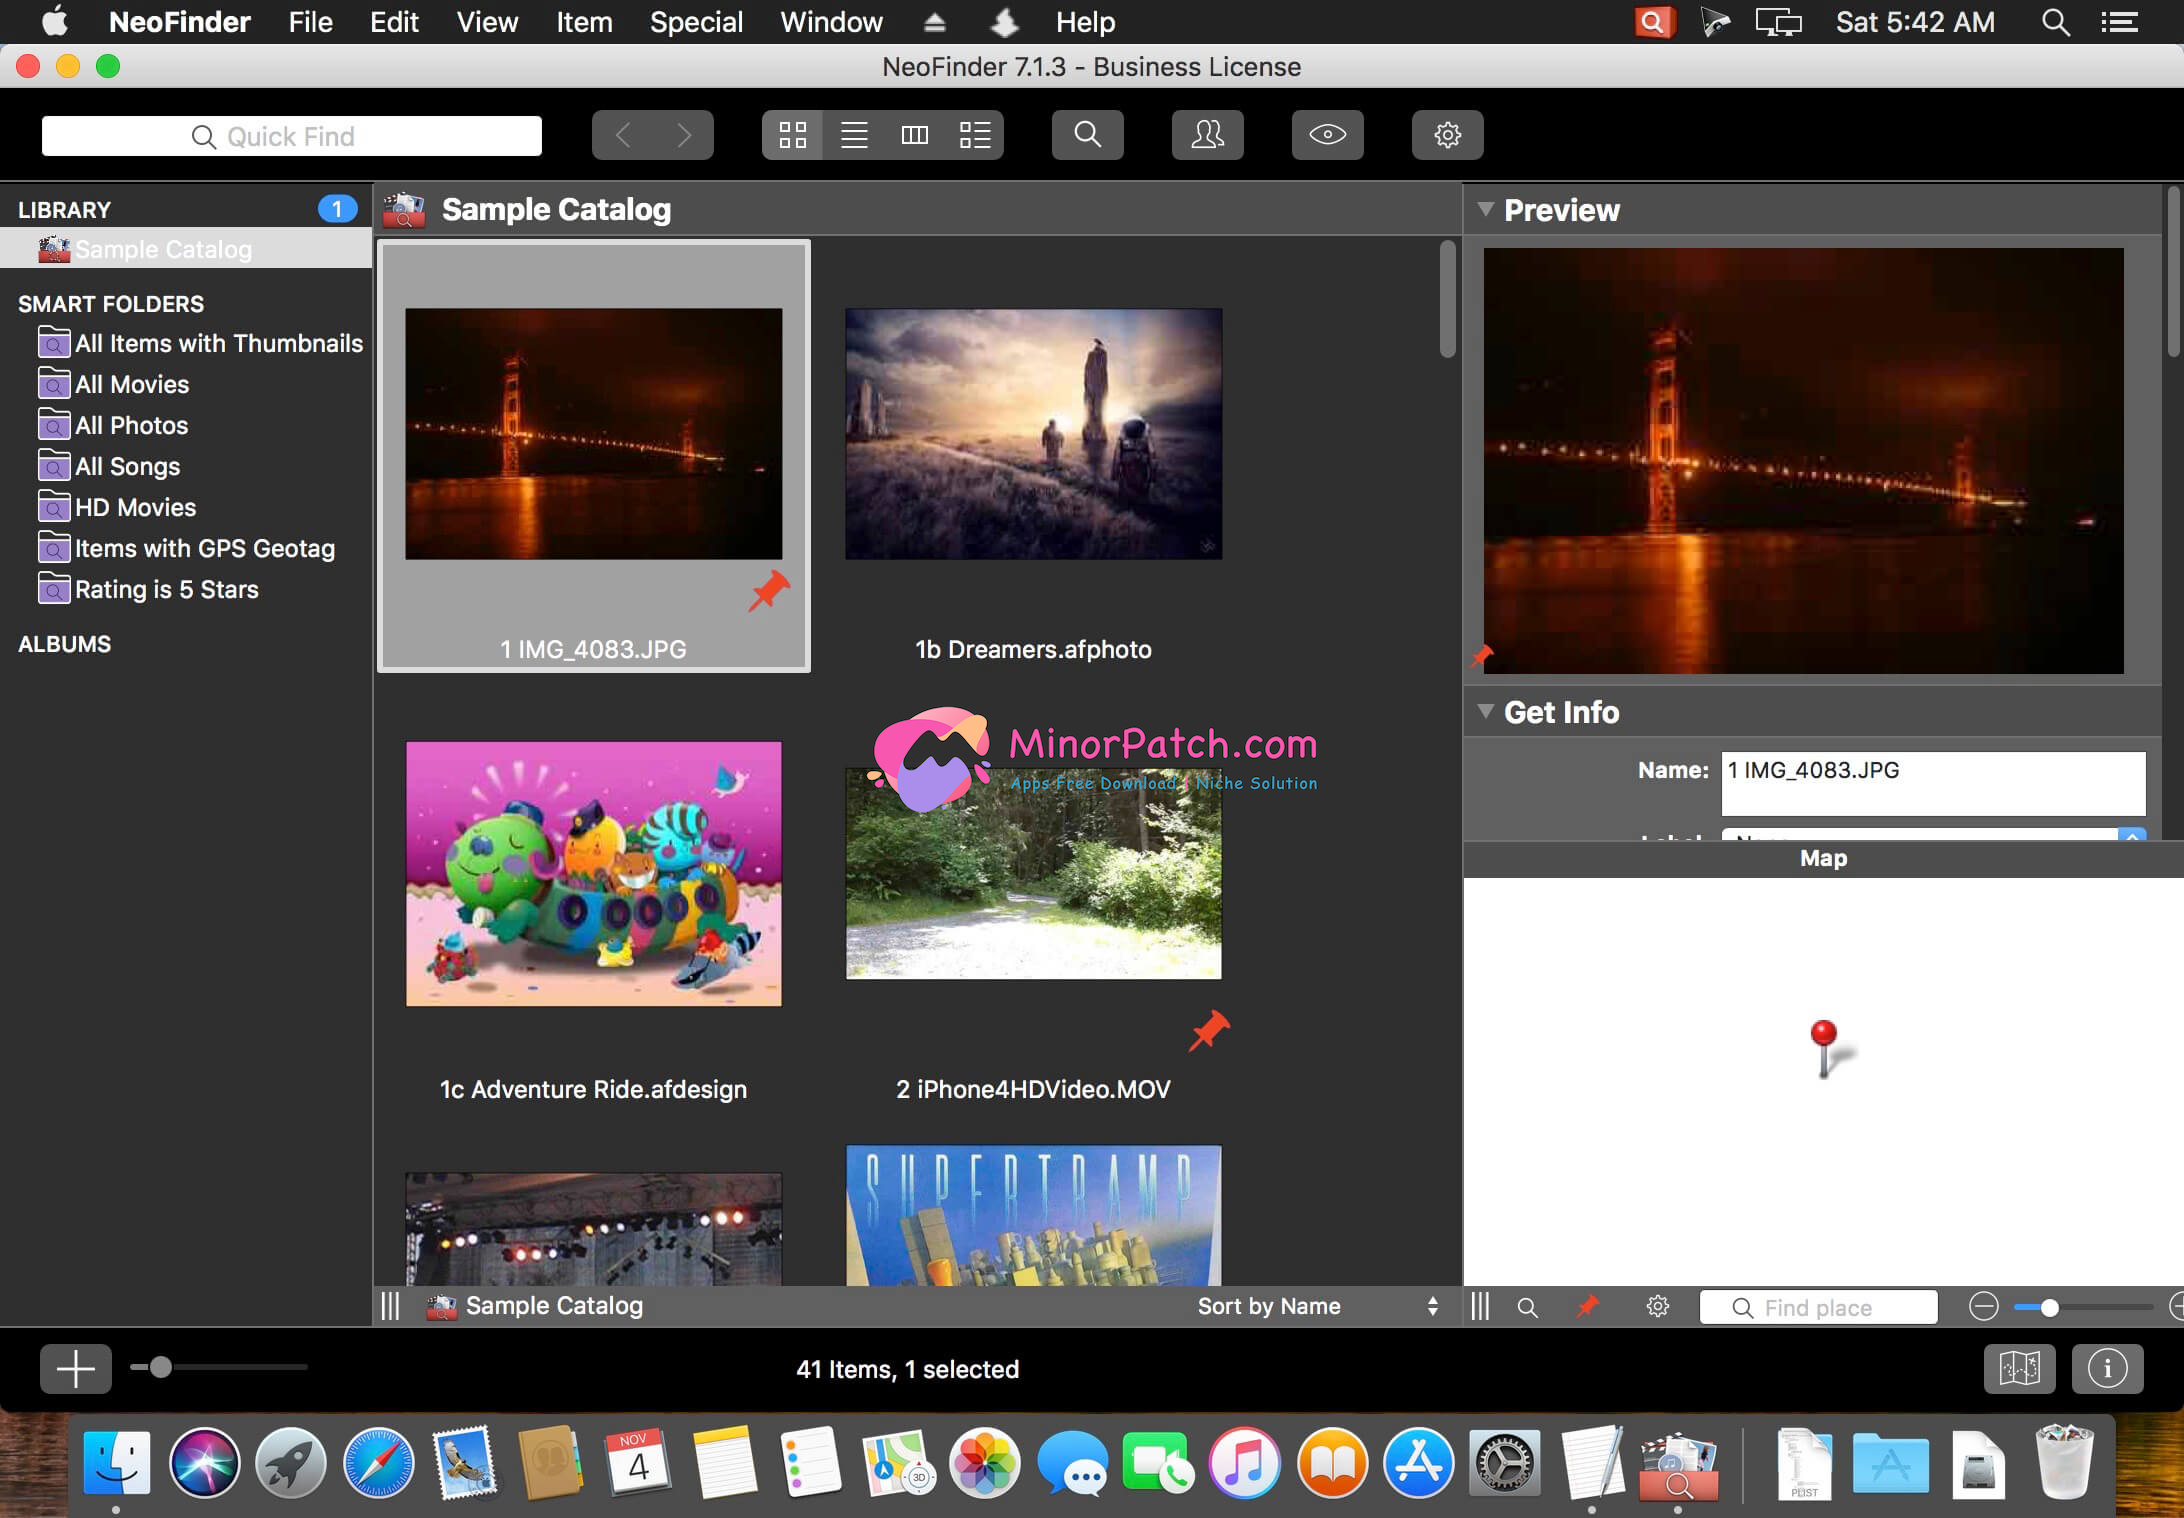 NeoFinder File Edit View Item Special Window Help Sat 5:42 AM
NeoFinder 7.1.3 - Business License
Quick Find
LIBRARY 1
Sample Catalog
SMART FOLDERS
All Items with Thumbnails
All Movies
All Photos
All Songs
HD Movies
Items with GPS Geotag
Rating is 5 Stars
ALBUMS
Sample Catalog
1 IMG_4083.JPG
1b Dreamers.afphoto
MinorPatch.com
Apps Free Download | Niche Solution
1c Adventure Ride.afdesign
2 iPhone4HDVideo.MOV
SUPERTRAMP
Sample Catalog
Sort by Name
Preview
Get Info
Name: 1 IMG_4083.JPG
Map
Find place
41 Items, 1 selected
NOV
4
3D
PLIST